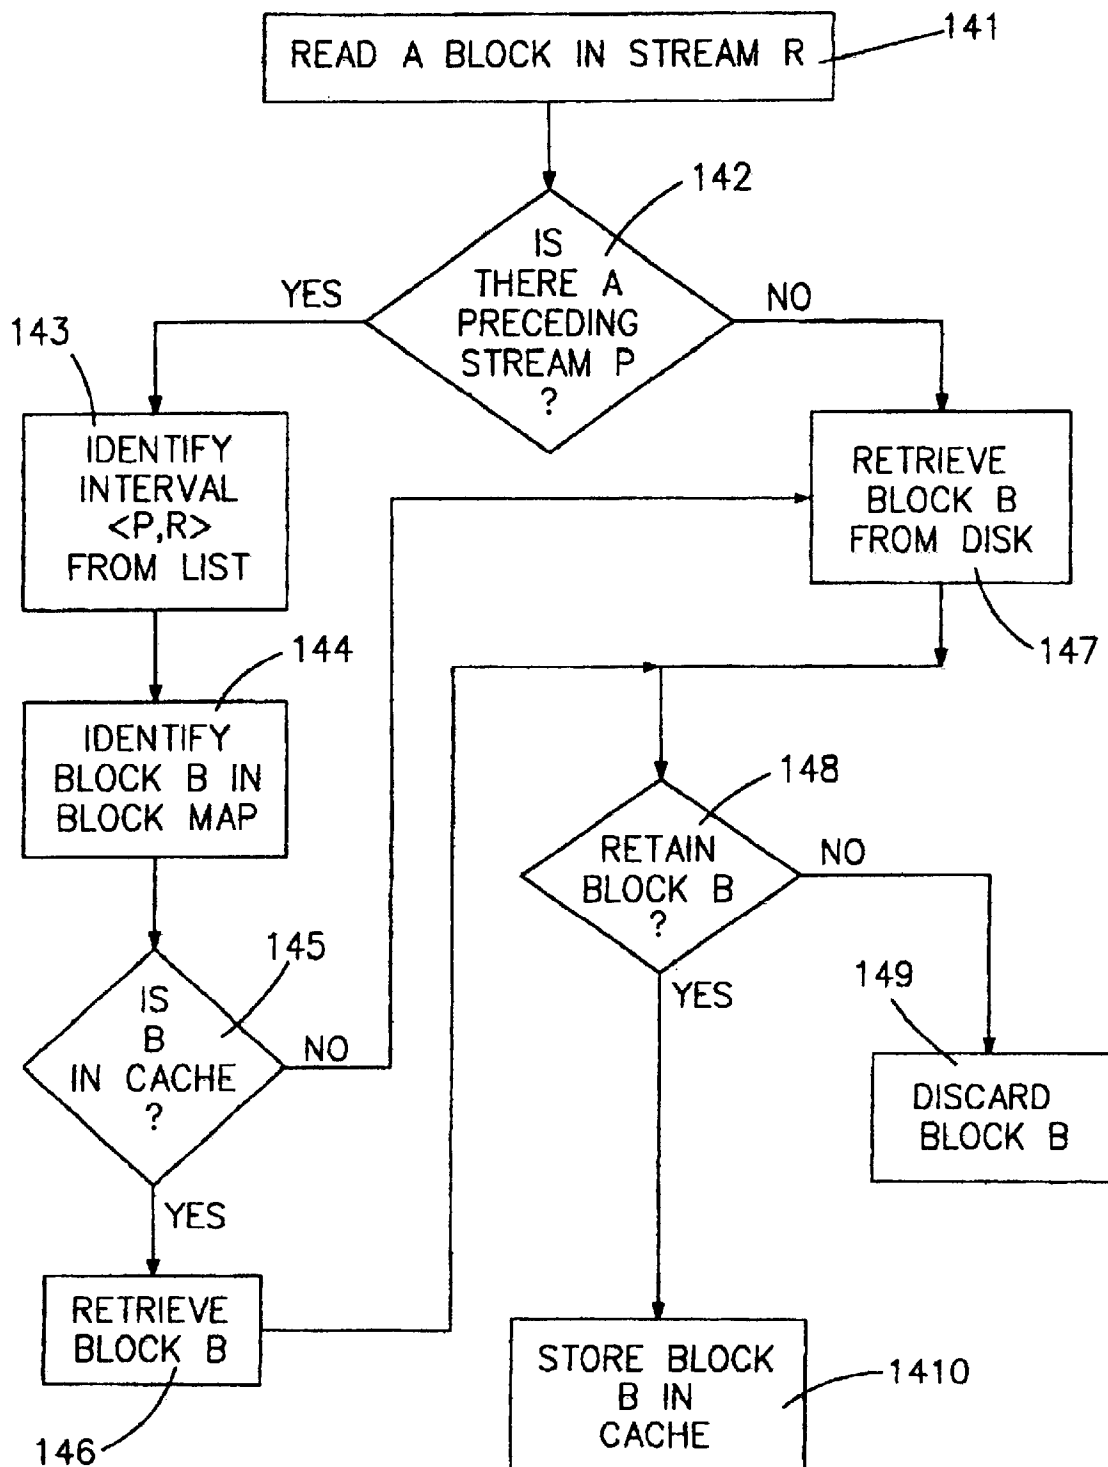 READ A BLOCK IN STREAM R
141
142
IS
THERE A
PRECEDING
STREAM P
?
YES
NO
143
IDENTIFY
INTERVAL
<P,R>
FROM LIST
RETRIEVE
BLOCK B
FROM DISK
147
144
IDENTIFY
BLOCK B IN
BLOCK MAP
148
RETAIN
BLOCK B
?
NO
YES
145
IS
B
IN CACHE
?
NO
YES
149
DISCARD
BLOCK B
RETRIEVE
BLOCK B
146
STORE BLOCK
B IN
CACHE
1410